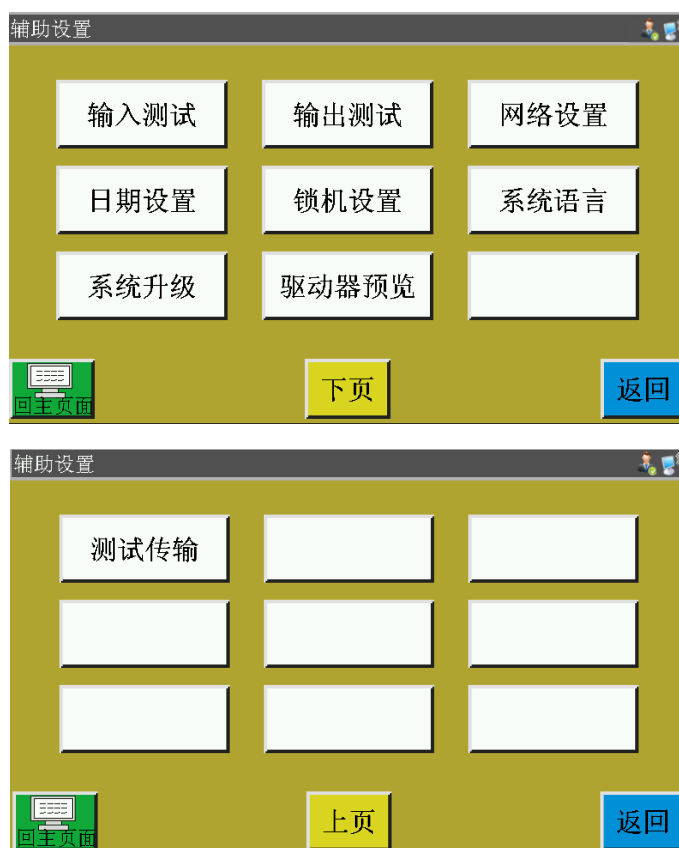 辅助设置
输入测试 输出测试 网络设置
日期设置 锁机设置 系统语言
系统升级 驱动器预览
回主页面 下页 返回
辅助设置
测试传输
回主页面 上页 返回